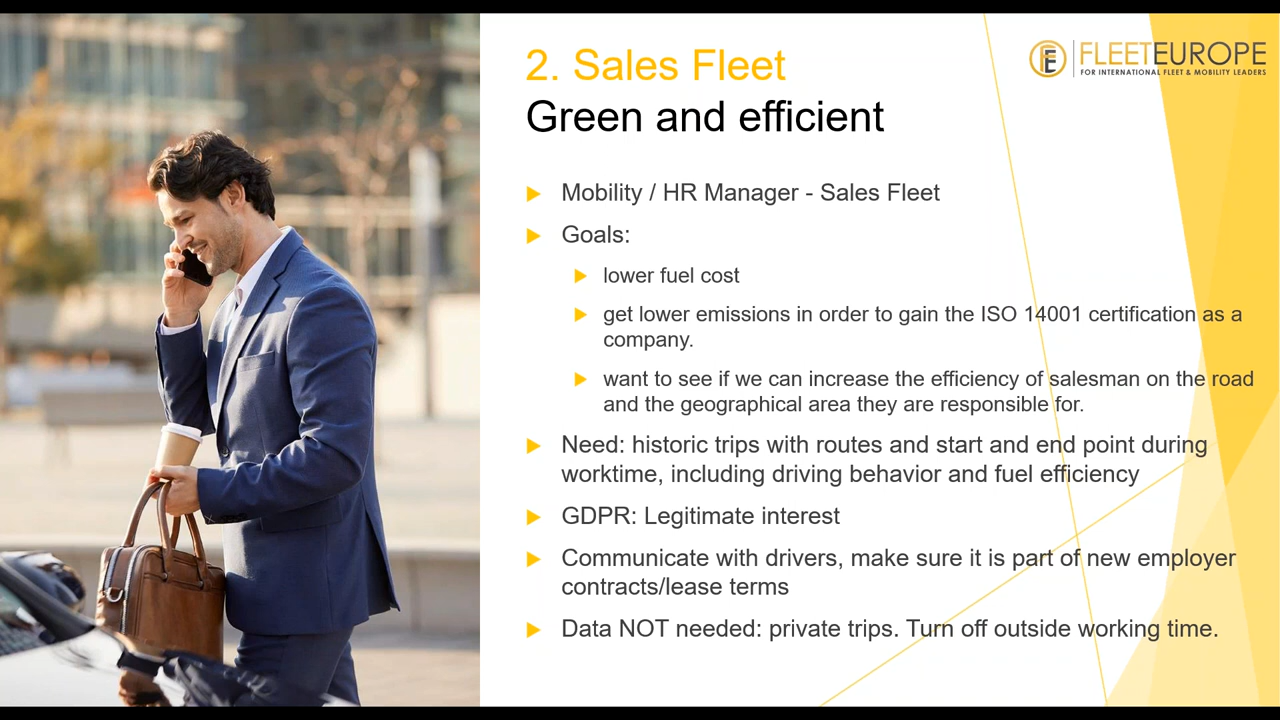 2. Sales Fleet
FLEETEUROPE
FOR INTERNATIONAL FLEET & MOBILITY LEADERS
Green and efficient
Mobility / HR Manager - Sales Fleet
Goals:
lower fuel cost
get lower emissions in order to gain the ISO 14001 certification as a
company.
want to see if we can increase the efficiency of salesman on the road
and the geographical area they are responsible for.
Need: historic trips with routes and start and end point during
worktime, including driving behavior and fuel efficiency
GDPR: Legitimate interest
Communicate with drivers, make sure it is part of new employer
contracts/lease terms
Data NOT needed: private trips. Turn off outside working time.